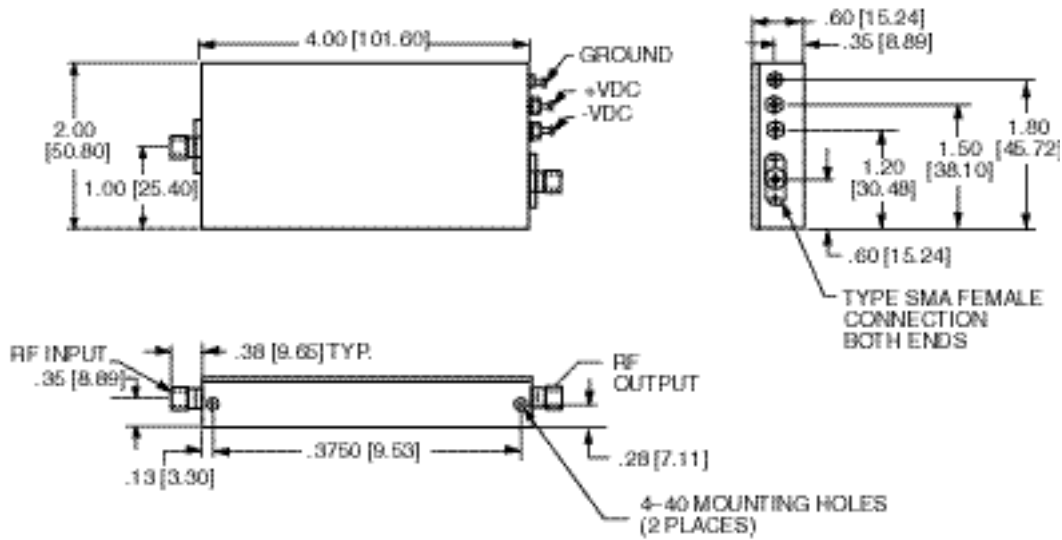 4.00 [101.60]
GROUND
+VDC
-VDC
2.00
[50.80]
1.00 [25.40]
.60 [15.24]
.35 [8.89]
1.80
[45.72]
1.50
[38.10]
1.20
[30.48]
.60 [15.24]
TYPE SMA FEMALE
CONNECTION
BOTH ENDS
RF INPUT
.38 [9.65] TYP.
.35 [8.89]
RF
OUTPUT
.3750 [9.53]
.13 [3.30]
.28 [7.11]
4-40 MOUNTING HOLES
(2 PLACES)